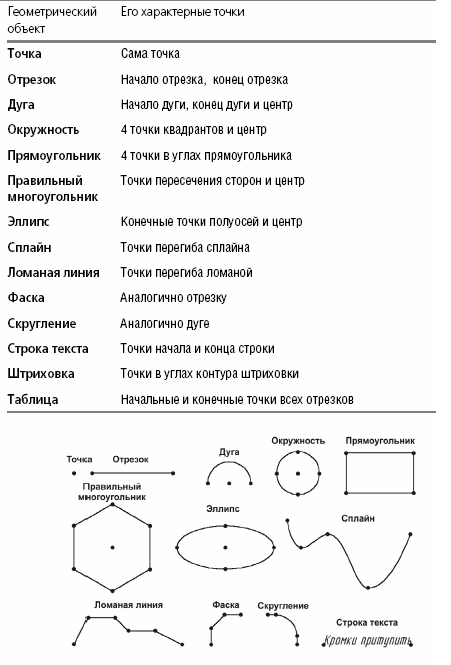 Геометрический Его характерные точки
объект
Точка Сама точка
Отрезок Начало отрезка, конец отрезка
Дуга Начало дуги, конец дуги и центр
Окружность 4 точки квадрантов и центр
Прямоугольник 4 точки в углах прямоугольника
Правильный Точки пересечения сторон и центр
многоугольник
Эллипс Конечные точки полуосей и центр
Сплайн Точки перегиба сплайна
Ломаная линия Точки перегиба ломаной
Фаска Аналогично отрезку
Скругление Аналогично дуге
Строка текста Точки начала и конца строки
Штриховка Точки в углах контура штриховки
Таблица Начальные и конечные точки всех отрезков
Окружность Прямоугольник
Дуга
Точка Отрезок
Правильный
многоугольник
Эллипс
Сплайн
Ломаная линия Фаска Скругление
Строка текста
Кромки притупить